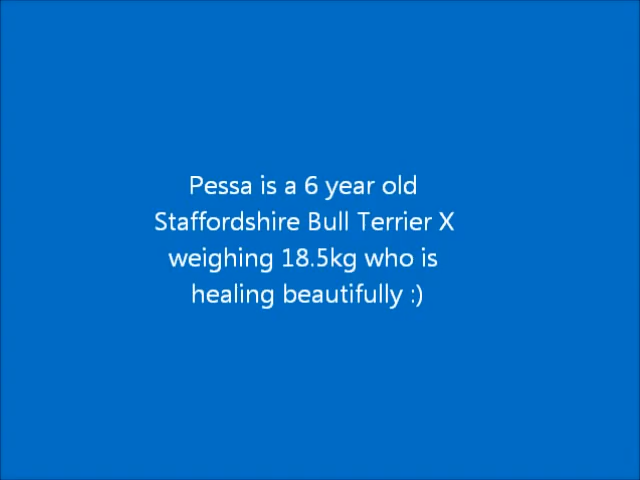 Pessa is a 6 year old
Staffordshire Bull Terrier X
weighing 18.5kg who is
healing beautifully :)